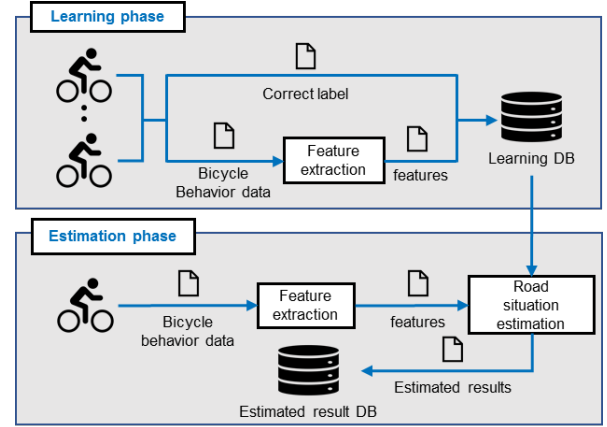 Learning phase
Correct label
Bicycle
Behavior data
Feature
extraction
features
Learning DB
Estimation phase
Bicycle
behavior data
Feature
extraction
features
Road
situation
estimation
Estimated results
Estimated result DB